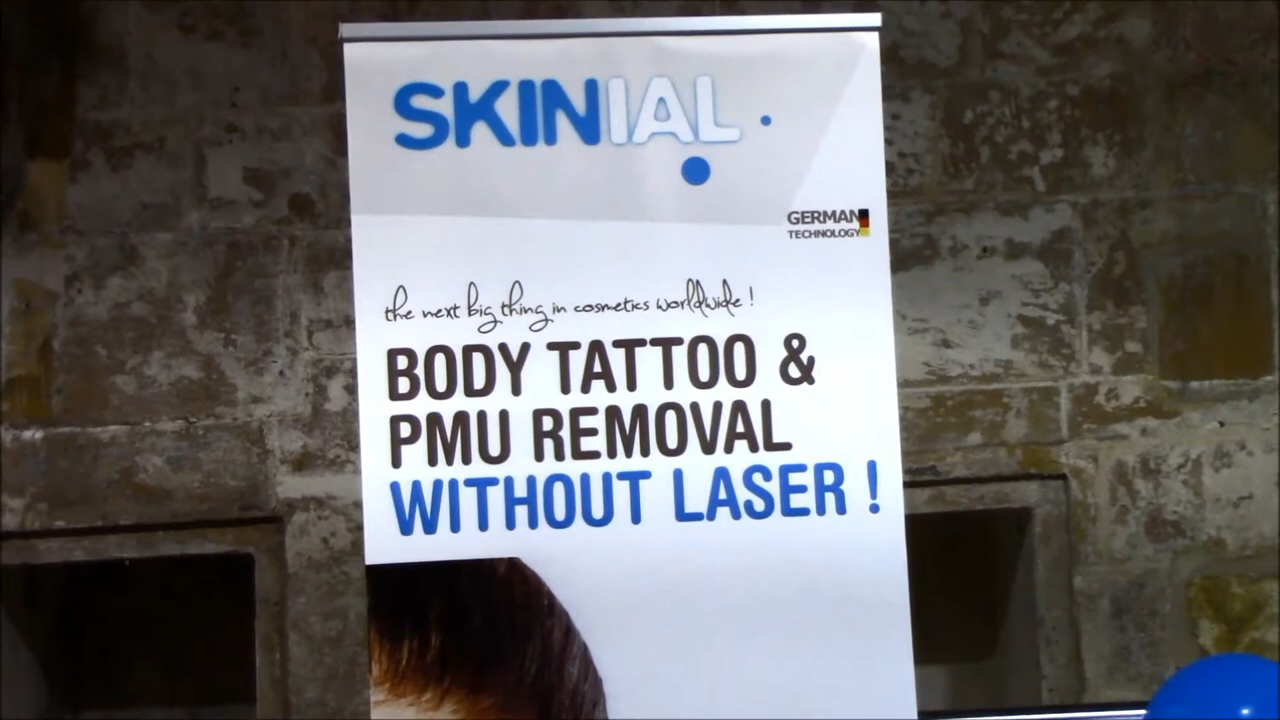 SKINIAL
GERMAN
TECHNOLOGY
the next big thing in cosmetics worldwide !
BODY TATTOO &
PMU REMOVAL
WITHOUT LASER !